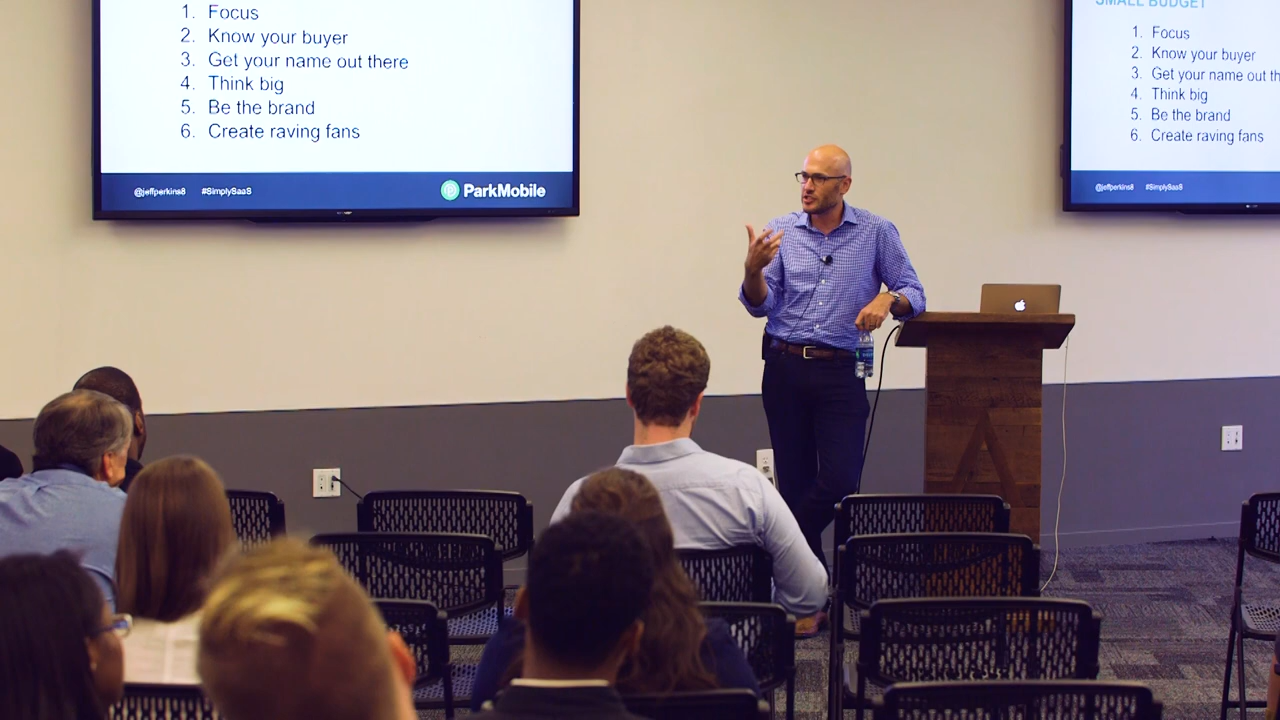 1. Focus
2. Know your buyer
3. Get your name out there
4. Think big
5. Be the brand
6. Create raving fans
@jeffperkins8 #SimplySaaS ParkMobile
SMALL BUDGET
1. Focus
2. Know your buyer
3. Get your name out th
4. Think big
5. Be the brand
6. Create raving fans
@jeffperkins8 #SimplySaaS